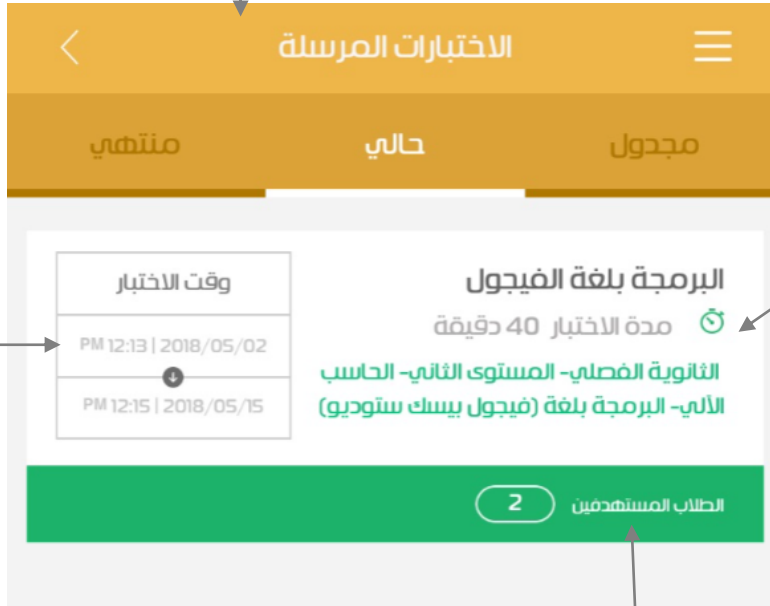 الاختبارات المرسلة
مجدول
حالي
منتهي
البرمجة بلغة الفيجول
مدة الاختبار 40 دقيقة
الثانوية الفصلي- المستوى الثاني- الحاسب
الألي- البرمجة بلغة (فيجول بيسك ستوديو)
وقت الاختبار
2018/05/02 | 12:13 PM
2018/05/15 | 12:15 PM
الطلاب المستهدفين 2